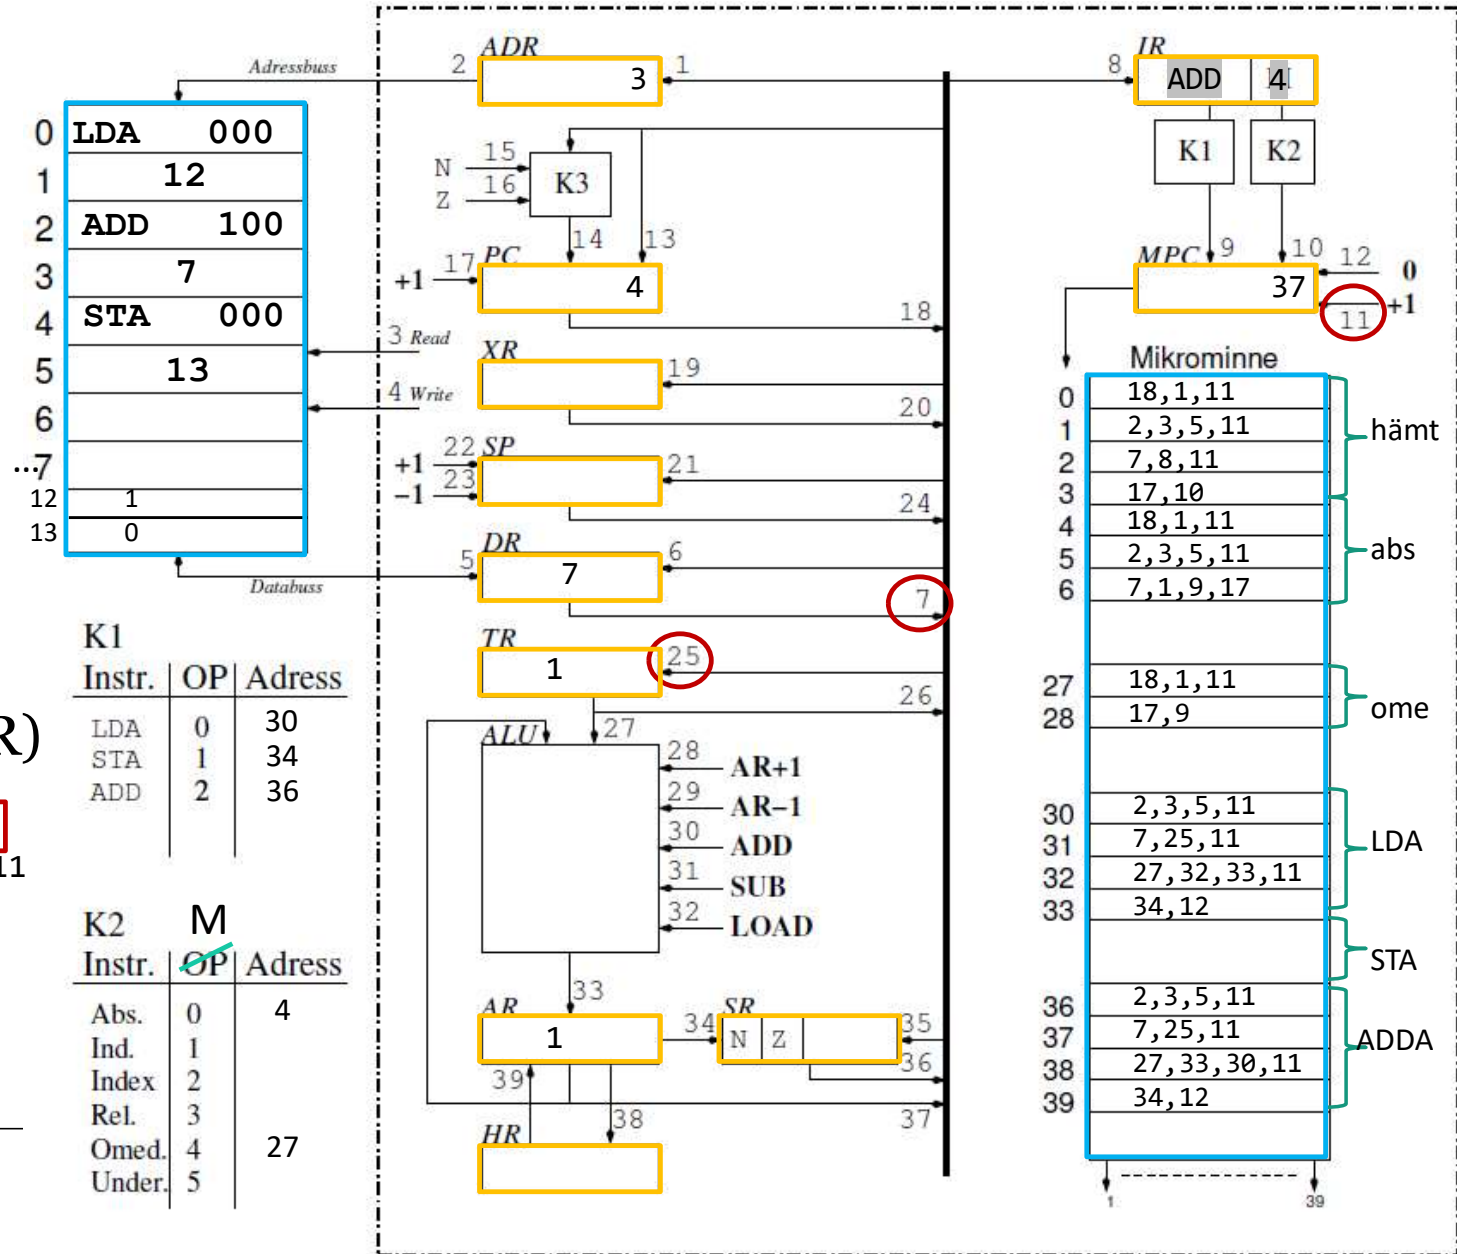 ADR
IR
Adressbuss
2
3
1
8
ADD
4
0 LDA 000
1 12
2 ADD 100
3 7
4 STA 000
5 13
6
...7
12 1
13 0
N 15
Z 16
K3
K1
K2
14
13
9
10
12
0
17
PC
+1
4
MPC
37
11
+1
18
3 Read
4 Write
XR
19
20
22
SP
+1
23
-1
21
24
5
DR
6
7
7
Databuss
TR
1
25
26
27
ALU
28 AR+1
29 AR–1
30 ADD
31 SUB
32 LOAD
33
AR
1
34
SR
N Z
35
36
39
38
37
HR
Mikrominne
0 18,1,11
1 2,3,5,11
hämt
2 7,8,11
3 17,10
4 18,1,11
5 2,3,5,11
abs
6 7,1,9,17
27 18,1,11
ome
28 17,9
30 2,3,5,11
31 7,25,11
LDA
32 27,32,33,11
33 34,12
STA
36 2,3,5,11
37 7,25,11
ADDA
38 27,33,30,11
39 34,12
1
39
K1
Instr. OP Adress
LDA 0 30
STA 1 34
ADD 2 36
R)
11
K2
M
Instr. OP Adress
Abs. 0 4
Ind. 1
Index 2
Rel. 3
Omed. 4 27
Under. 5